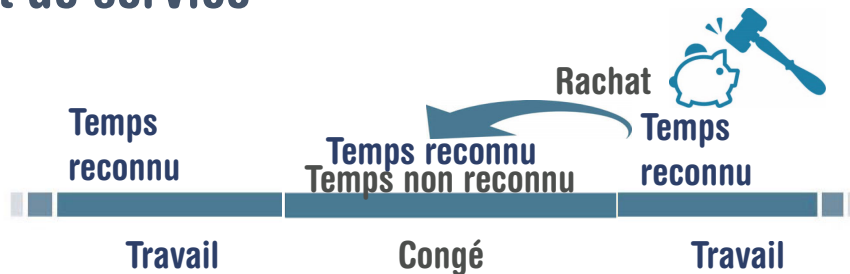 Rachat
Temps
reconnu
Temps reconnu
Temps non reconnu
Temps
reconnu
Travail
Congé
Travail